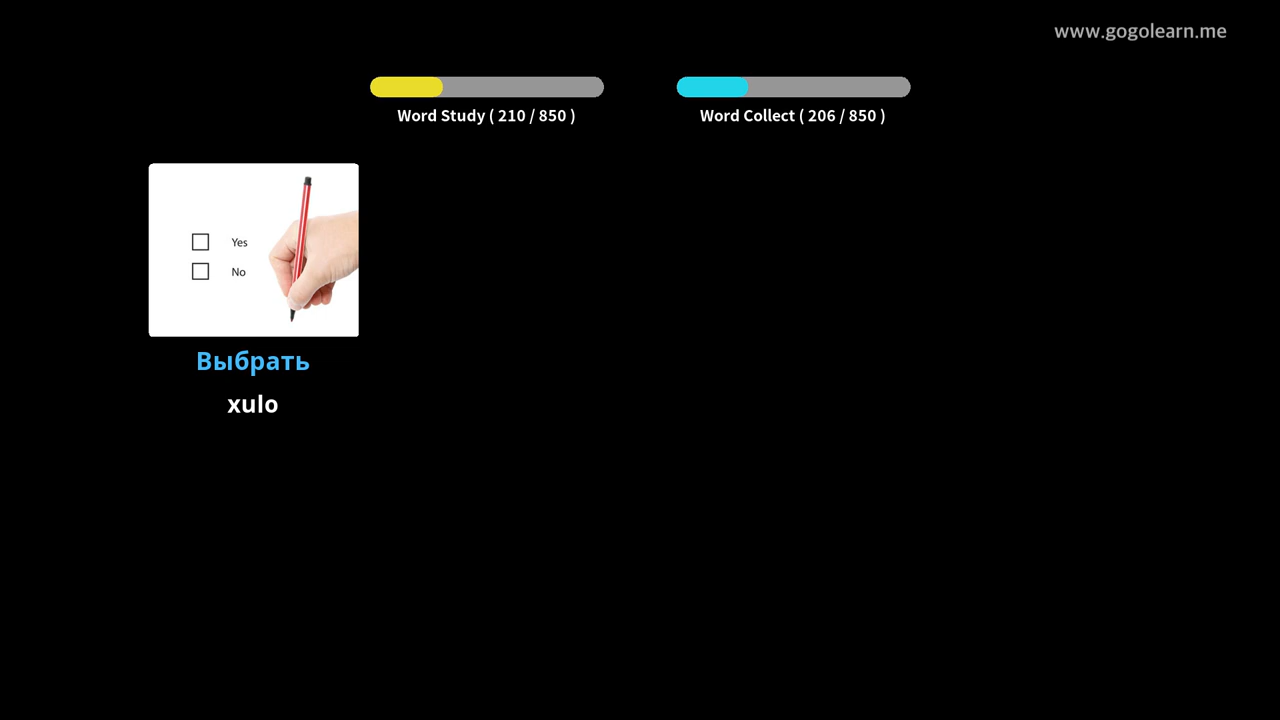 www.gogolearn.me
Word Study ( 210 / 850 )
Word Collect ( 206 / 850 )
Yes
No
Выбрать
xulo